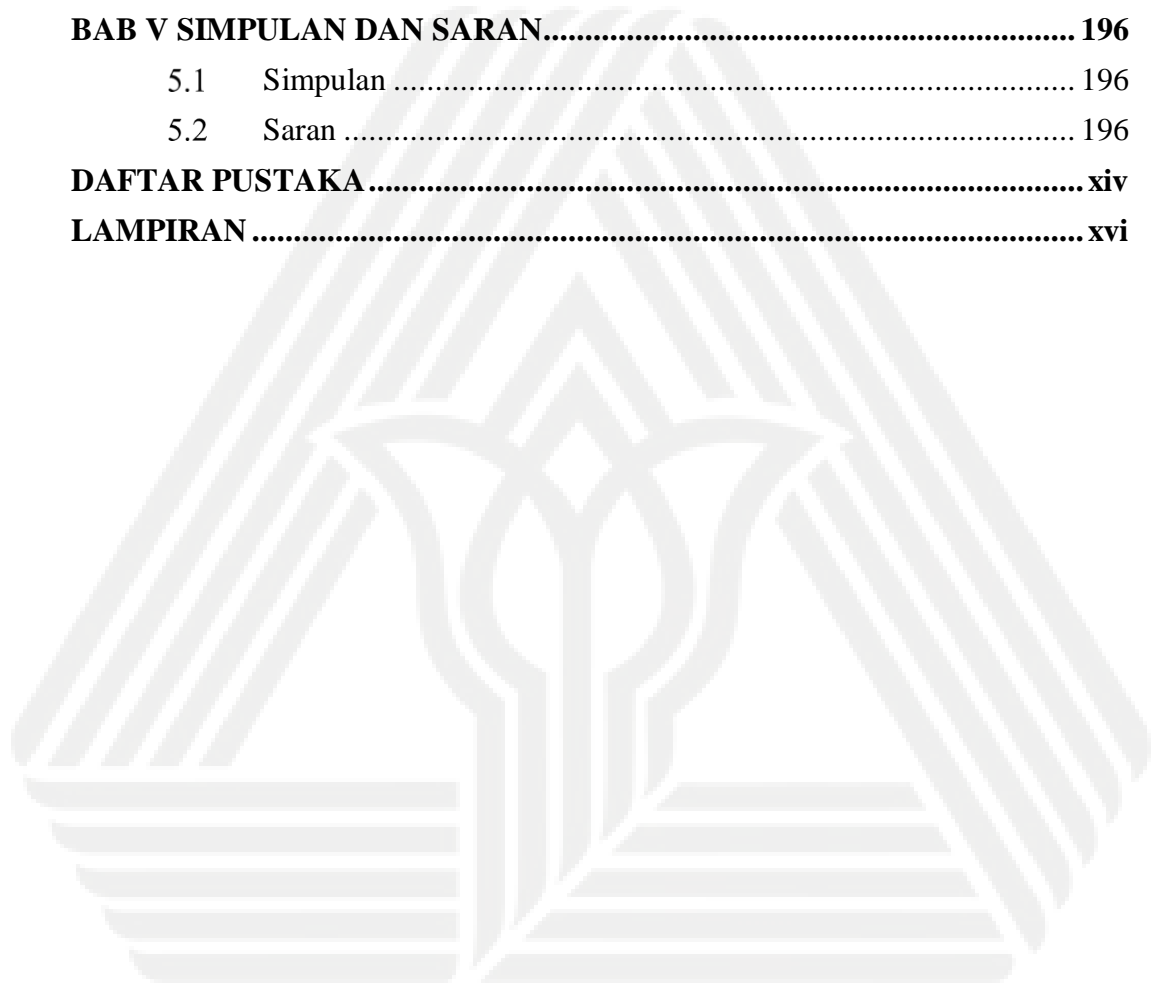 BAB V SIMPULAN DAN SARAN................................................................. 196
5.1 Simpulan .................................................................................... 196
5.2 Saran .......................................................................................... 196
DAFTAR PUSTAKA....................................................................................... xiv
LAMPIRAN ..................................................................................................... xvi